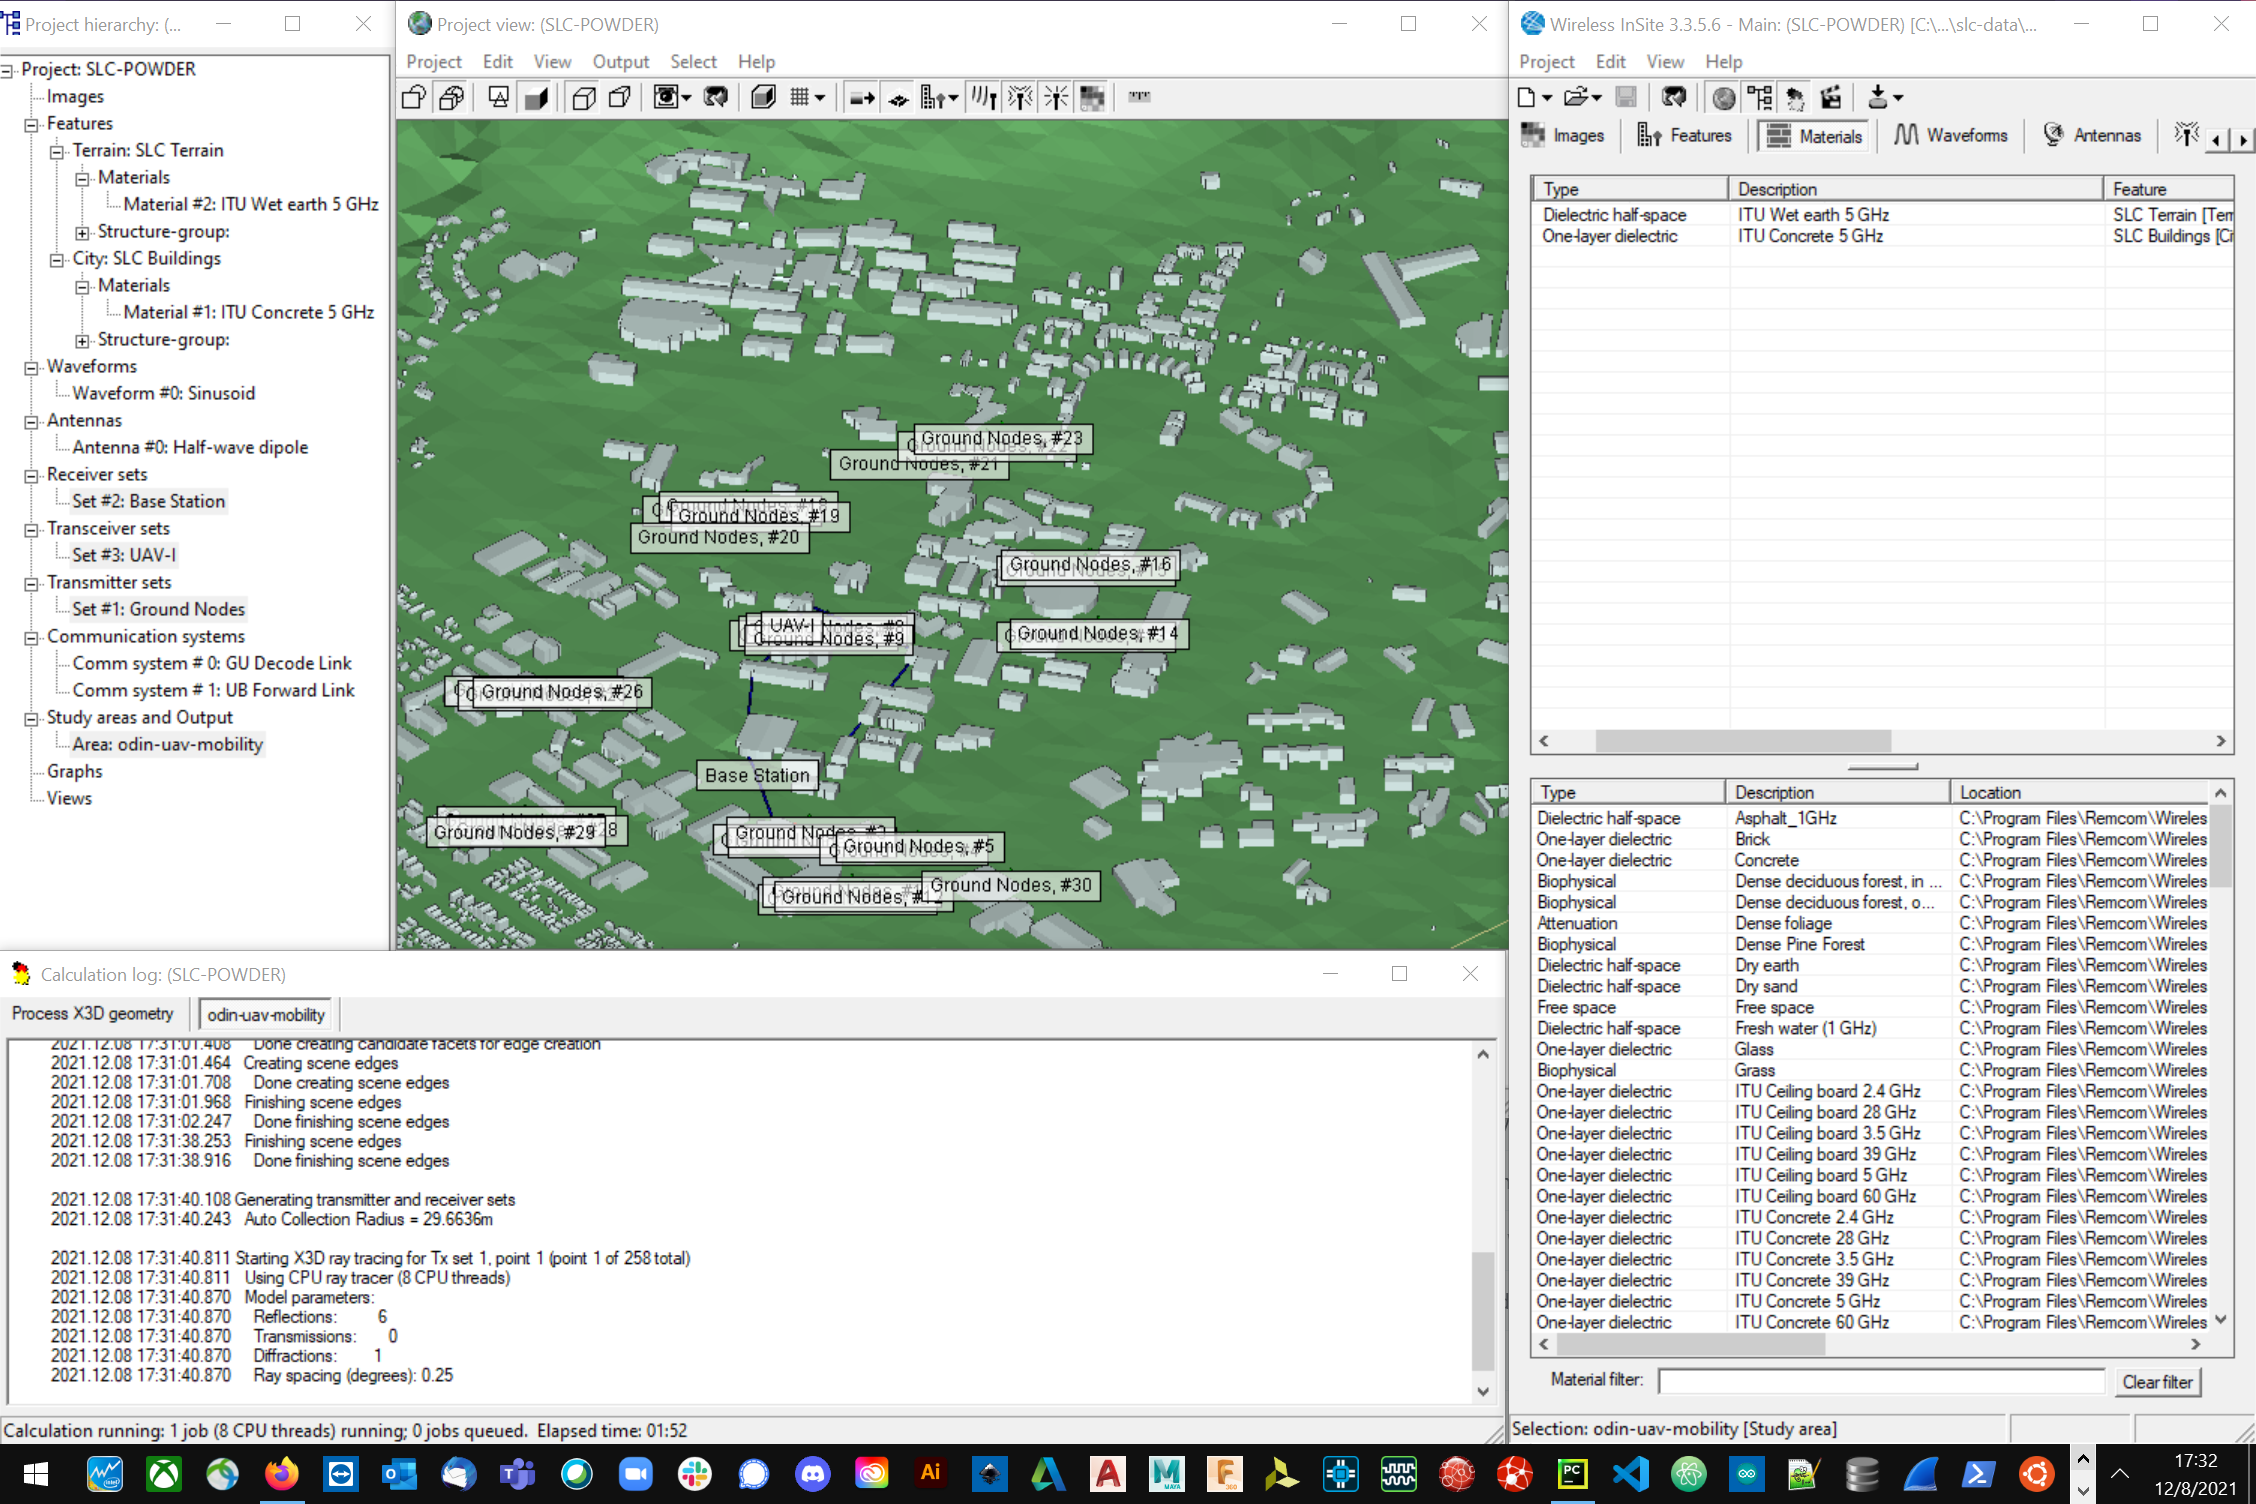 Project hierarchy: (...
Project: SLC-POWDER
Images
Features
Terrain: SLC Terrain
Materials
Material #2: ITU Wet earth 5 GHz
Structure-group:
City: SLC Buildings
Materials
Material #1: ITU Concrete 5 GHz
Structure-group:
Waveforms
Waveform #0: Sinusoid
Antennas
Antenna #0: Half-wave dipole
Receiver sets
Set #2: Base Station
Transceiver sets
Set #3: UAV-I
Transmitter sets
Set #1: Ground Nodes
Communication systems
Comm system # 0: GU Decode Link
Comm system # 1: UB Forward Link
Study areas and Output
Area: odin-uav-mobility
Graphs
Views
Project view: (SLC-POWDER)
Project Edit View Output Select Help
Ground Nodes, #23
Ground Nodes, #22
Ground Nodes, #21
Ground Nodes, #18
Ground Nodes, #19
Ground Nodes, #20
Ground Nodes, #16
UAV-I
Nodes, #8
Ground Nodes, #9
Ground Nodes, #14
Ground Nodes, #26
Base Station
Ground Nodes, #29
Ground Nodes, #3
Ground Nodes, #5
Ground Nodes, #30
Ground Nodes, #12
Wireless InSite 3.3.5.6 - Main: (SLC-POWDER) [C:\...\slc-data\...
Project Edit View Help
Images Features Materials Waveforms Antennas
Type Description Feature
Dielectric half-space ITU Wet earth 5 GHz SLC Terrain [Terr
One-layer dielectric ITU Concrete 5 GHz SLC Buildings [Ci
Type Description Location
Dielectric half-space Asphalt_1GHz C:\Program Files\Remcom\Wireles
One-layer dielectric Brick C:\Program Files\Remcom\Wireles
One-layer dielectric Concrete C:\Program Files\Remcom\Wireles
Biophysical Dense deciduous forest, in ... C:\Program Files\Remcom\Wireles
Biophysical Dense deciduous forest, o... C:\Program Files\Remcom\Wireles
Attenuation Dense foliage C:\Program Files\Remcom\Wireles
Biophysical Dense Pine Forest C:\Program Files\Remcom\Wireles
Dielectric half-space Dry earth C:\Program Files\Remcom\Wireles
Dielectric half-space Dry sand C:\Program Files\Remcom\Wireles
Free space Free space C:\Program Files\Remcom\Wireles
Dielectric half-space Fresh water (1 GHz) C:\Program Files\Remcom\Wireles
One-layer dielectric Glass C:\Program Files\Remcom\Wireles
Biophysical Grass C:\Program Files\Remcom\Wireles
One-layer dielectric ITU Ceiling board 2.4 GHz C:\Program Files\Remcom\Wireles
One-layer dielectric ITU Ceiling board 28 GHz C:\Program Files\Remcom\Wireles
One-layer dielectric ITU Ceiling board 3.5 GHz C:\Program Files\Remcom\Wireles
One-layer dielectric ITU Ceiling board 39 GHz C:\Program Files\Remcom\Wireles
One-layer dielectric ITU Ceiling board 5 GHz C:\Program Files\Remcom\Wireles
One-layer dielectric ITU Ceiling board 60 GHz C:\Program Files\Remcom\Wireles
One-layer dielectric ITU Concrete 2.4 GHz C:\Program Files\Remcom\Wireles
One-layer dielectric ITU Concrete 28 GHz C:\Program Files\Remcom\Wireles
One-layer dielectric ITU Concrete 3.5 GHz C:\Program Files\Remcom\Wireles
One-layer dielectric ITU Concrete 39 GHz C:\Program Files\Remcom\Wireles
One-layer dielectric ITU Concrete 5 GHz C:\Program Files\Remcom\Wireles
One-layer dielectric ITU Concrete 60 GHz C:\Program Files\Remcom\Wireles
Material filter: Clear filter
Selection: odin-uav-mobility [Study area]
Calculation log: (SLC-POWDER)
Process X3D geometry odin-uav-mobility
2021.12.08 17:31:01.408 Done creating candidate facets for edge creation
2021.12.08 17:31:01.464 Creating scene edges
2021.12.08 17:31:01.708 Done creating scene edges
2021.12.08 17:31:01.968 Finishing scene edges
2021.12.08 17:31:02.247 Done finishing scene edges
2021.12.08 17:31:38.253 Finishing scene edges
2021.12.08 17:31:38.916 Done finishing scene edges
2021.12.08 17:31:40.108 Generating transmitter and receiver sets
2021.12.08 17:31:40.243 Auto Collection Radius = 29.6636m
2021.12.08 17:31:40.811 Starting X3D ray tracing for Tx set 1, point 1 (point 1 of 258 total)
2021.12.08 17:31:40.811 Using CPU ray tracer (8 CPU threads)
2021.12.08 17:31:40.870 Model parameters:
2021.12.08 17:31:40.870 Reflections: 6
2021.12.08 17:31:40.870 Transmissions: 0
2021.12.08 17:31:40.870 Diffractions: 1
2021.12.08 17:31:40.870 Ray spacing (degrees): 0.25
Calculation running: 1 job (8 CPU threads) running; 0 jobs queued. Elapsed time: 01:52
17:32
12/8/2021